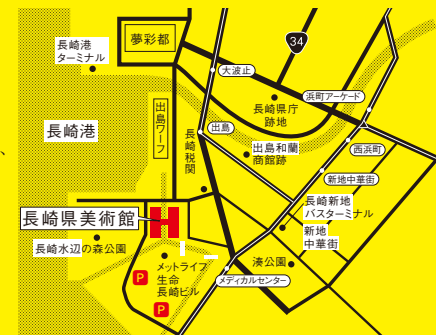 夢彩都
34
長崎港
ターミナル
大波止
長崎県庁
跡地
浜町アーケード
長崎港
出島ワーフ
長崎税関
出島
出島和蘭
商館跡
西浜町
新地中華街
長崎新地
バスターミナル
新地
中華街
長崎県美術館
長崎水辺の森公園
メットライフ
生命
長崎ビル
湊公園
メディカルセンター
P
P
、